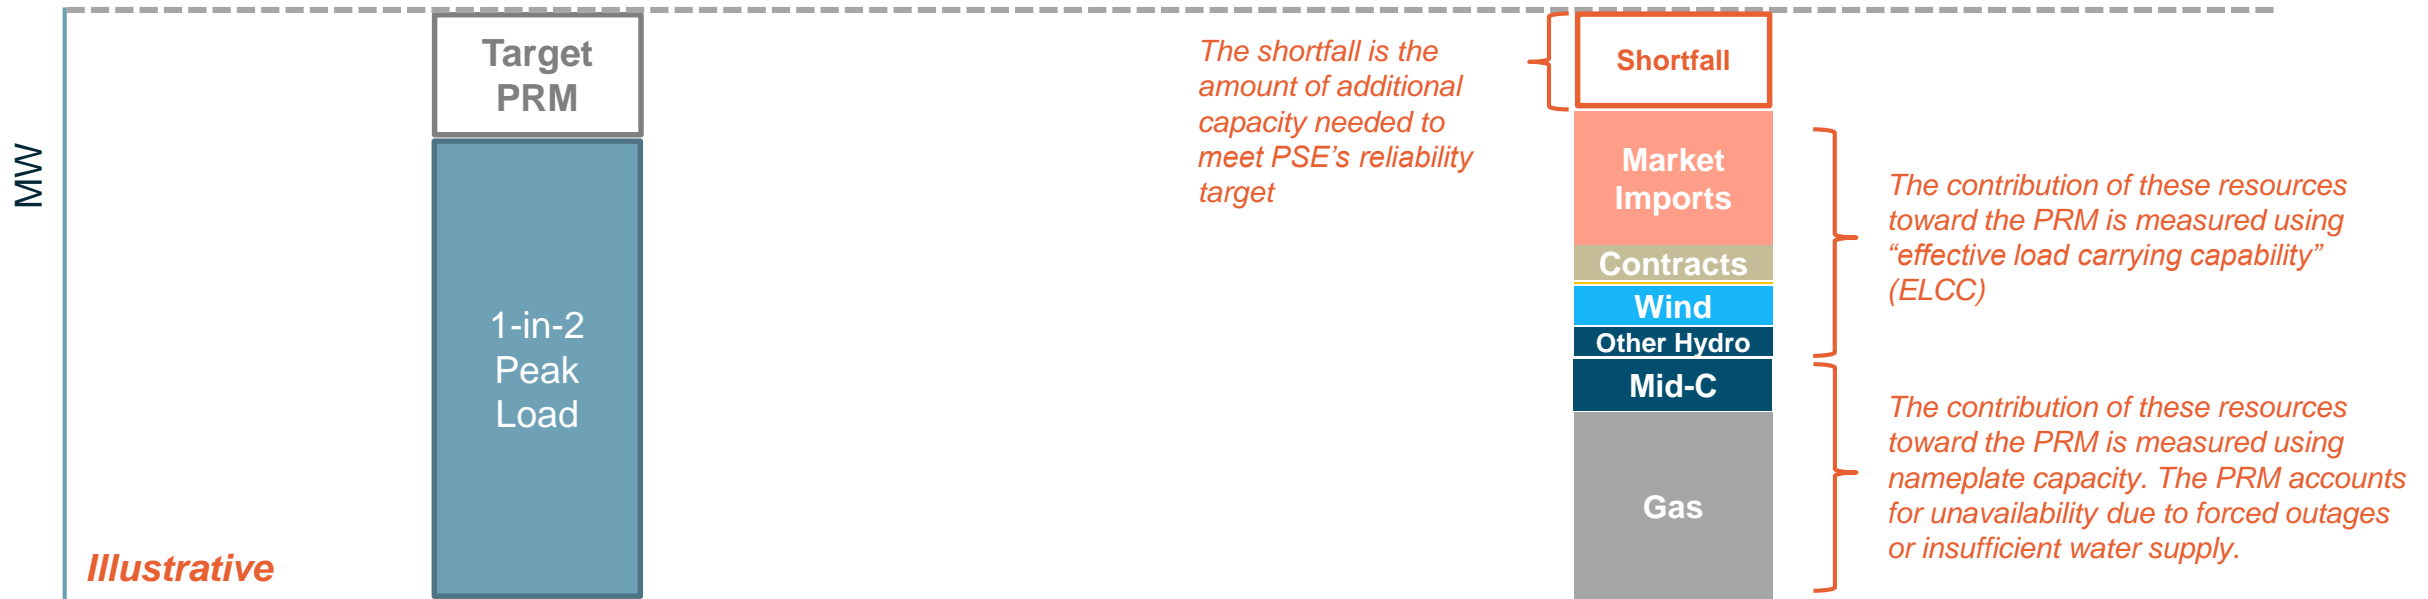 MW
Target
PRM
1-in-2
Peak
Load
Illustrative
The shortfall is the
amount of additional
capacity needed to
meet PSE’s reliability
target
Shortfall
Market
Imports
Contracts
Wind
Other Hydro
Mid-C
Gas
The contribution of these resources
toward the PRM is measured using
“effective load carrying capability”
(ELCC)
The contribution of these resources
toward the PRM is measured using
nameplate capacity. The PRM accounts
for unavailability due to forced outages
or insufficient water supply.